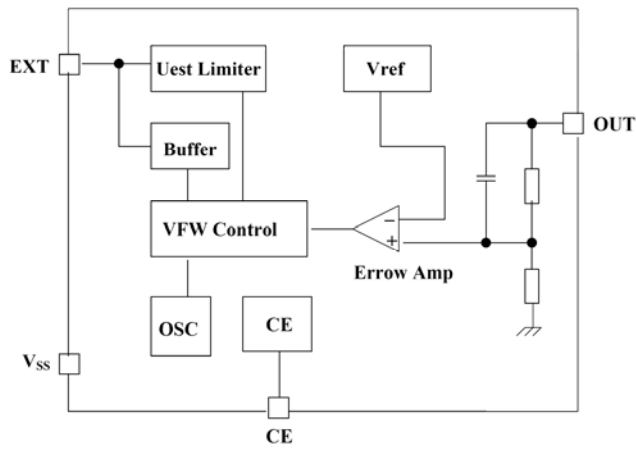 EXT
Uest Limiter
Vref
OUT
Buffer
VFW Control
−
+
Errow Amp
OSC
CE
VSS
CE